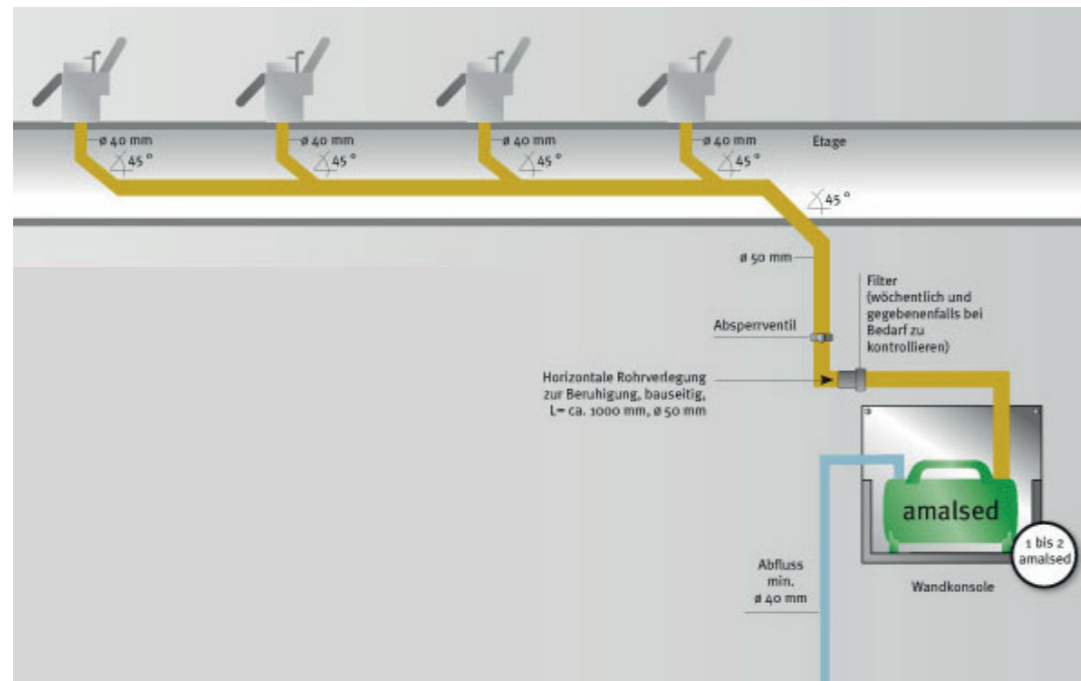 ø 40 mm
45°
ø 40 mm
45°
ø 40 mm
45°
ø 40 mm
45°
Etage
45°
ø 50 mm
Filter
(wöchentlich und
gegebenenfalls bei
Bedarf zu
kontrollieren)
Absperrventil
Horizontale Rohrverlegung
zur Beruhigung, bauseitig,
L= ca. 1000 mm, ø 50 mm
amalsed
1 bis 2
amalsed
Abfluss
min.
ø 40 mm
Wandkonsole